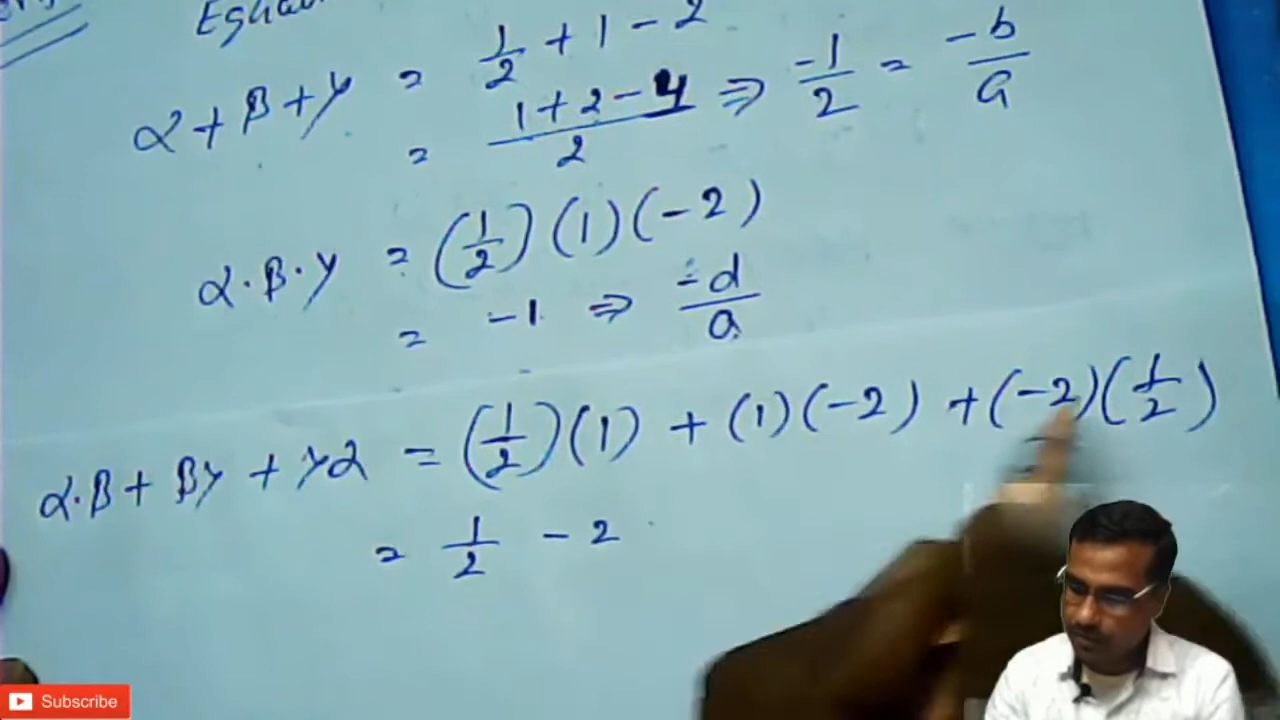 α + β + γ = 1/2 + 1 - 2
= (1 + 2 - 4)/2 ⇒ -1/2 = -b/a
α · β · γ = (1/2) (1) (-2)
= -1 ⇒ -d/a
α·β + βγ + γα = (1/2)(1) + (1)(-2) + (-2)(1/2)
= 1/2 - 2
Subscribe